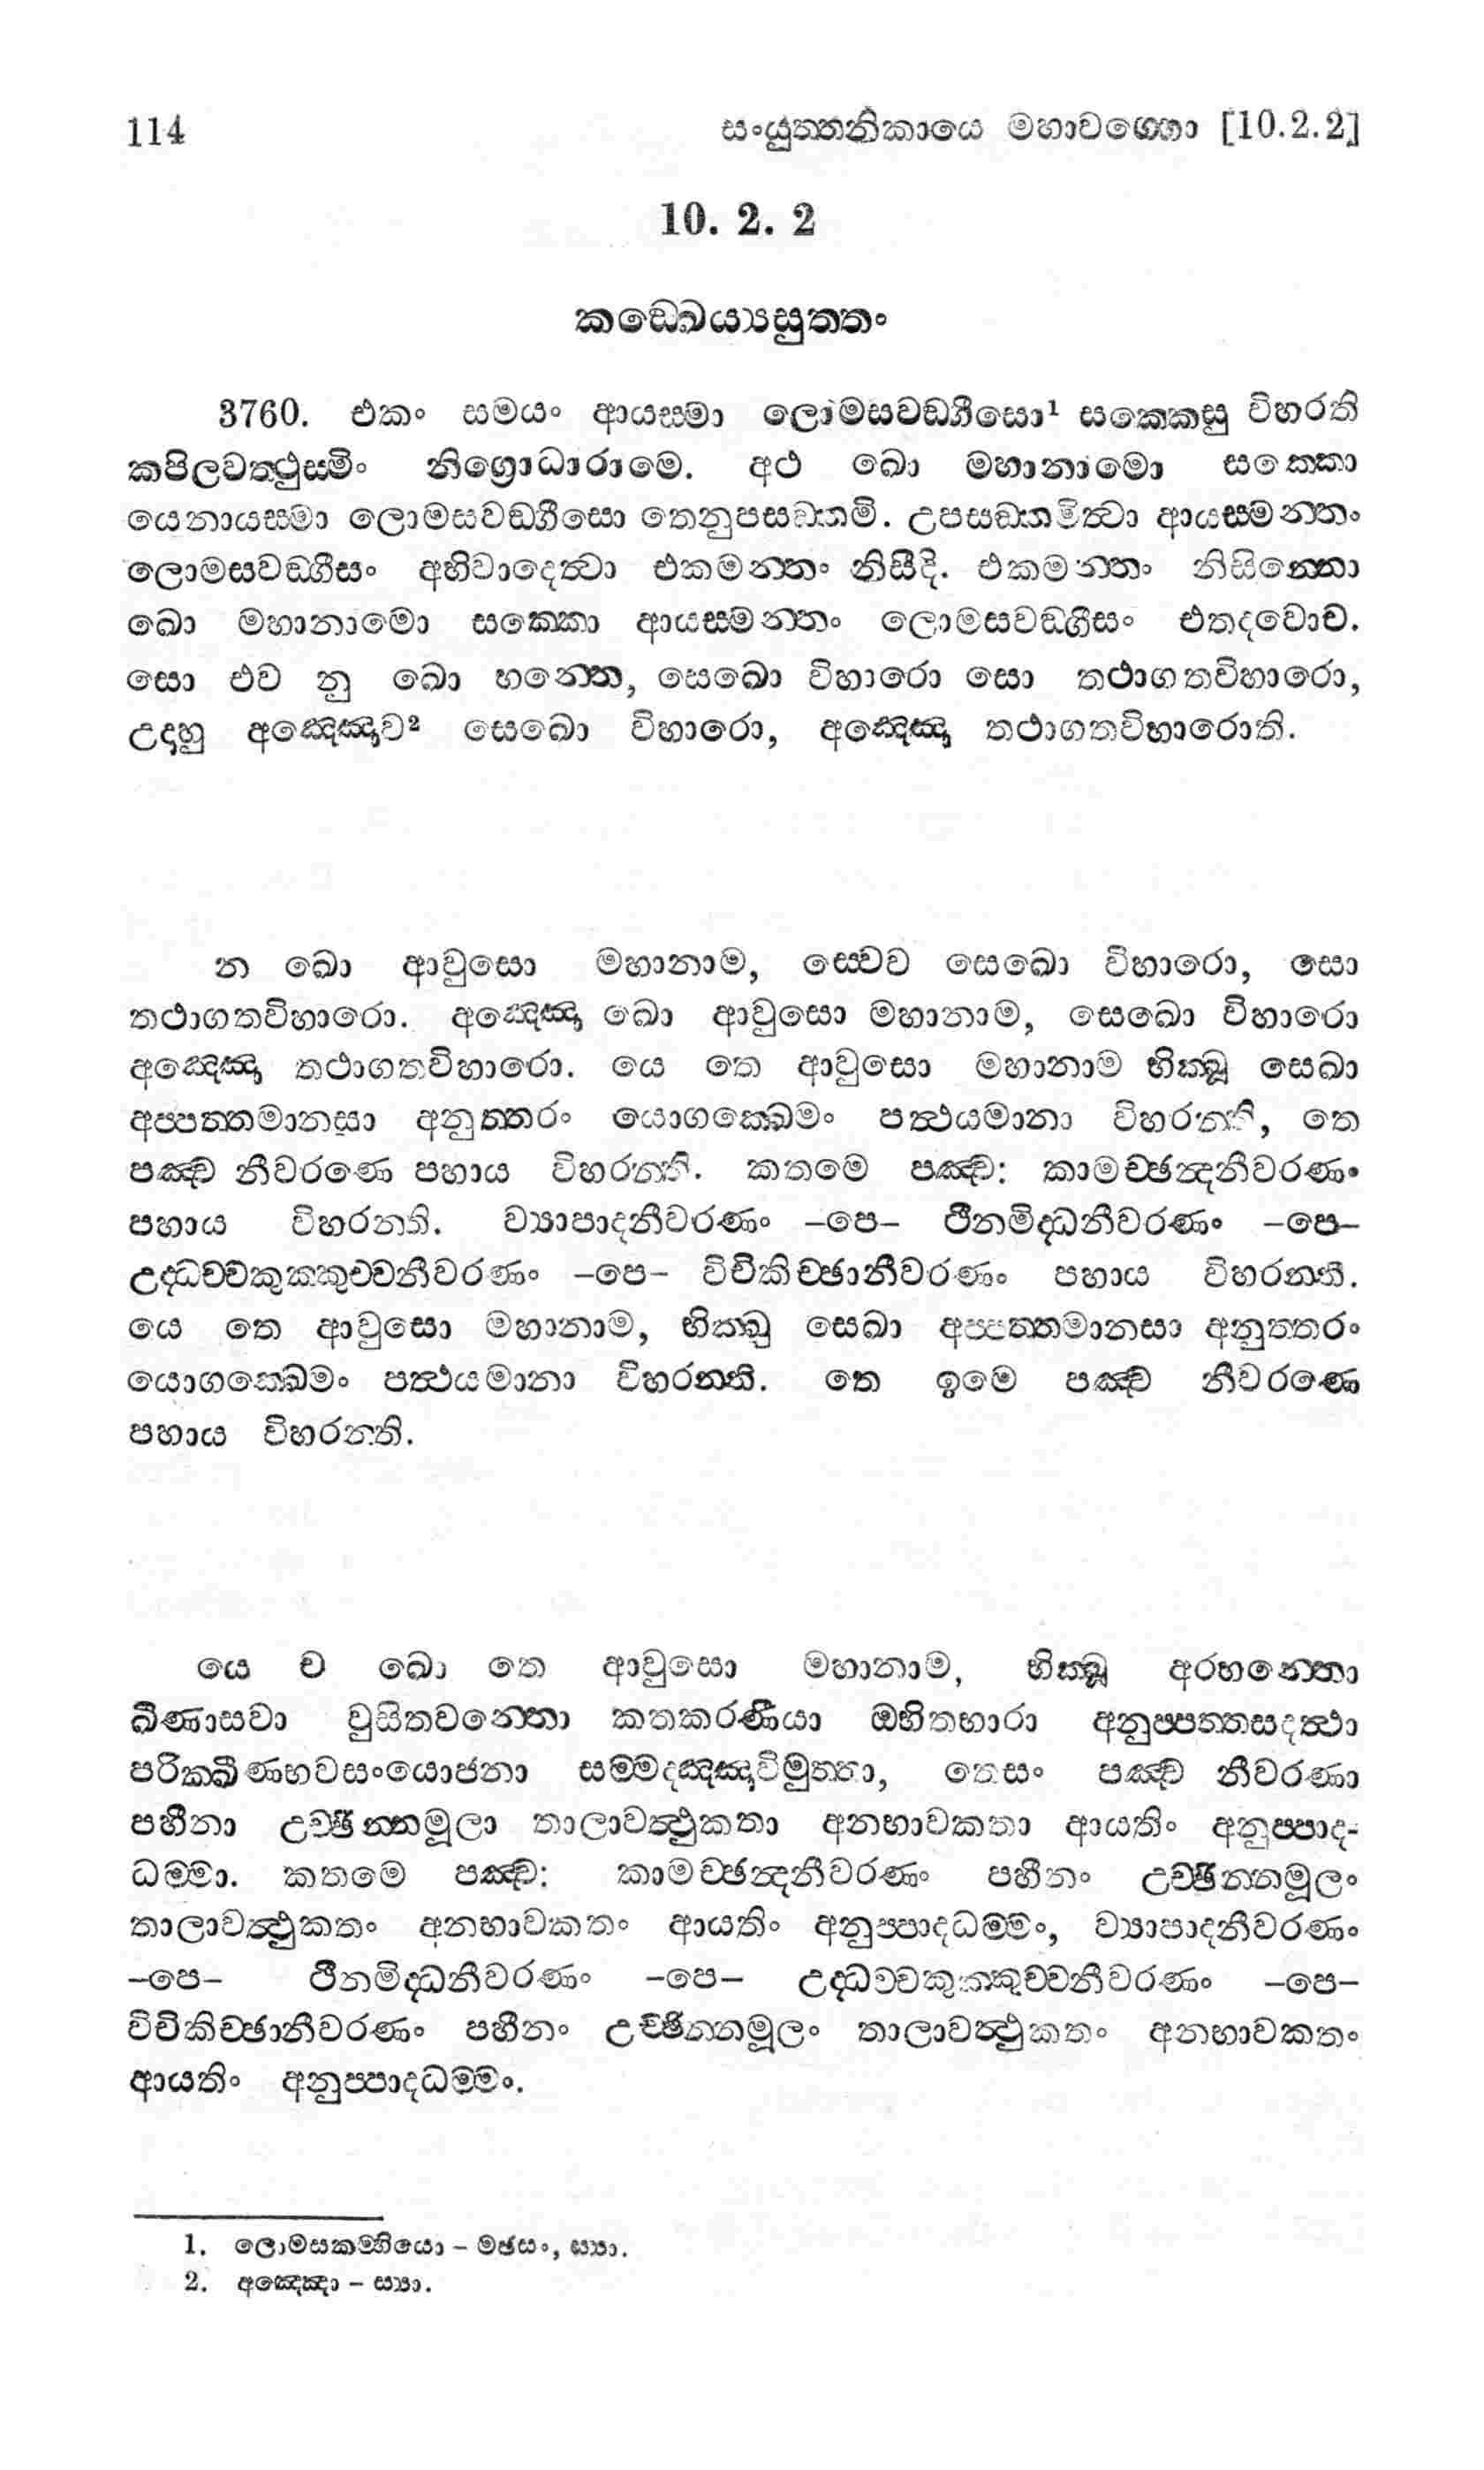 114 සංයුත්තනිකායෙ මහාවග්ගො [10.2.2]
10. 2. 2
කඞ්ඛෙය්‍යසුත්තං
3760. එකං සමයං ආයස්මා ලොමසවඞ්ගීසො¹ සක්කෙසු විහරති
කපිලවත්ථුස්මිං නිග්‍රොධාරාමෙ. අථ ඛො මහානාමො සක්කො
යෙනායස්මා ලොමසවඞ්ගීසො තෙනුපසඞ්කමි. උපසඞ්කමිත්වා ආයස්මන්තං
ලොමසවඞ්ගීසං අභිවාදෙත්වා එකමන්තං නිසීදි. එකමන්තං නිසින්නො
ඛො මහානාමො සක්කො ආයස්මන්තං ලොමසවඞ්ගීසං එතදවොච.
සො එව නු ඛො භන්තෙ, සෙඛො විහාරො සො තථාගතවිහාරො,
උදාහු අඤ්ඤොව² සෙඛො විහාරො, අඤ්ඤො තථාගතවිහාරොති.
න ඛො ආවුසො මහානාම, ස්වෙව සෙඛො විහාරො, සො
තථාගතවිහාරො. අඤ්ඤො ඛො ආවුසො මහානාම, සෙඛො විහාරො
අඤ්ඤො තථාගතවිහාරො. යෙ තෙ ආවුසො මහානාම භික්ඛූ සෙඛා
අප්පත්තමානසා අනුත්තරං යොගක්ඛෙමං පත්ථයමානා විහරන්ති, තෙ
පඤ්ච නීවරණෙ පහාය විහරන්ති. කතමෙ පඤ්ච: කාමච්ඡන්දනීවරණං
පහාය විහරන්ති. ව්‍යාපාදනීවරණං –පෙ– ථීනමිද්ධනීවරණං –පෙ–
උද්ධච්චකුක්කුච්චනීවරණං –පෙ– විචිකිච්ඡානීවරණං පහාය විහරන්ති.
යෙ තෙ ආවුසො මහානාම, භික්ඛු සෙඛා අප්පත්තමානසා අනුත්තරං
යොගක්ඛෙමං පත්ථයමානා විහරන්ති. තෙ ඉමෙ පඤ්ච නීවරණෙ
පහාය විහරන්ති.
යෙ ච ඛො තෙ ආවුසො මහානාම, භික්ඛූ අරහන්තො
ඛීණාසවා වුසිතවන්තො කතකරණීයා ඔහිතභාරා අනුප්පත්තසදත්ථා
පරික්ඛීණභවසංයොජනා සම්මදඤ්ඤාවිමුත්තා, තෙසං පඤ්ච නීවරණා
පහීනා උච්ඡින්නමූලා තාලාවත්ථුකතා අනභාවකතා ආයතිං අනුප්පාද-
ධම්මා. කතමෙ පඤ්ච: කාමච්ඡන්දනීවරණං පහීනං උච්ඡින්නමූලං
තාලාවත්ථුකතං අනභාවකතං ආයතිං අනුප්පාදධම්මං, ව්‍යාපාදනීවරණං
–පෙ– ථීනමිද්ධනීවරණං –පෙ– උද්ධච්චකුක්කුච්චනීවරණං –පෙ–
විචිකිච්ඡානීවරණං පහීනං උච්ඡින්නමූලං තාලාවත්ථුකතං අනභාවකතං
ආයතිං අනුප්පාදධම්මං.
1. ලොමසකම්භියො – මඡසං, ස්‍යා.
2. අඤ්ඤො – ස්‍යා.